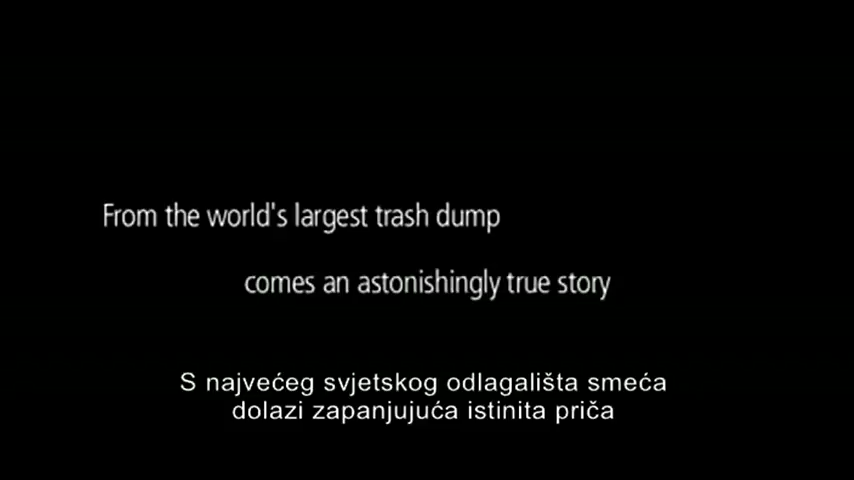 From the world's largest trash dump
comes an astonishingly true story
S najvećeg svjetskog odlagališta smeća
dolazi zapanjujuća istinita priča